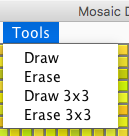 Mosaic D
Tools
Draw
Erase
Draw 3x3
Erase 3x3